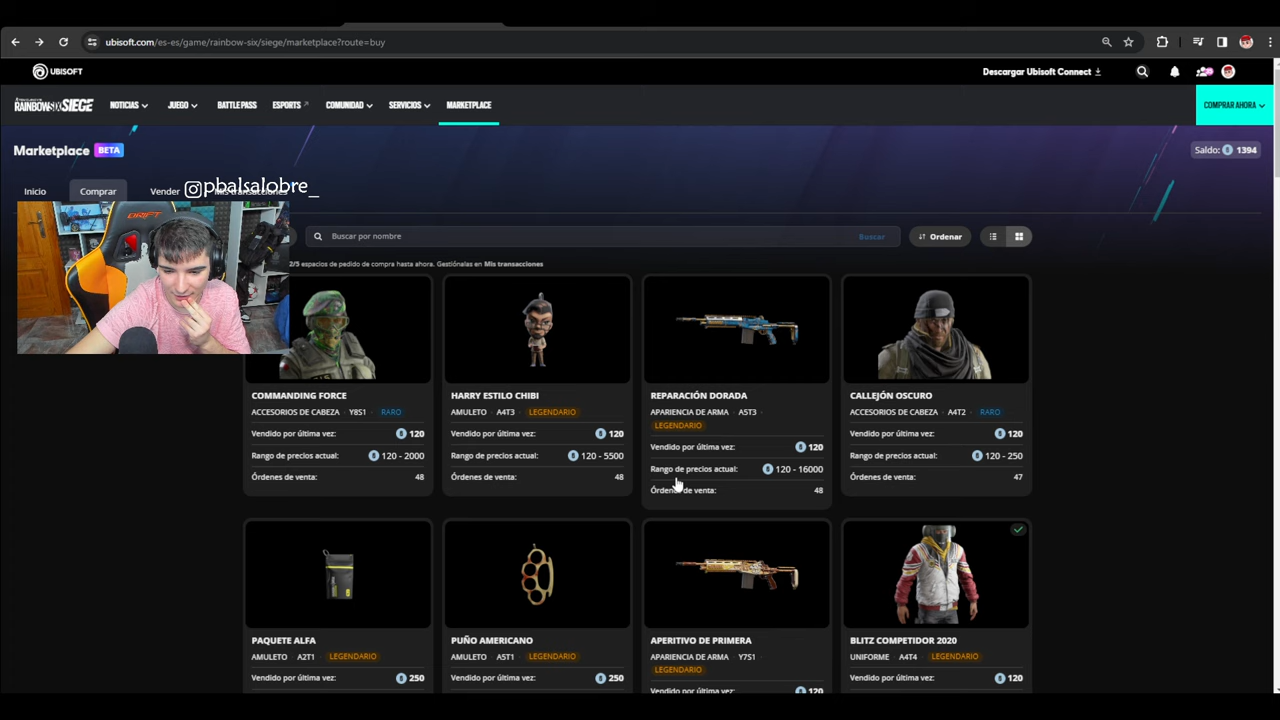 ubisoft.com/es-es/game/rainbow-six/siege/marketplace?route=buy
UBISOFT
Descargar Ubisoft Connect
RAINBOW SIX SIEGE
NOTICIAS
JUEGO
BATTLE PASS
ESPORTS
COMUNIDAD
SERVICIOS
MARKETPLACE
COMPRAR AHORA
Marketplace BETA
Saldo: 1394
Inicio
Comprar
Vender
Mis transacciones
pbalsalobre_
Buscar por nombre
Buscar
Ordenar
2/5 espacios de pedido de compra hasta ahora. Gestiónalas en Mis transacciones
COMMANDING FORCE
ACCESORIOS DE CABEZA · Y8S1 · RARO
Vendido por última vez: 120
Rango de precios actual: 120 - 2000
Órdenes de venta: 48
HARRY ESTILO CHIBI
AMULETO · A4T3 · LEGENDARIO
Vendido por última vez: 120
Rango de precios actual: 120 - 5500
Órdenes de venta: 48
REPARACIÓN DORADA
APARIENCIA DE ARMA · A5T3 ·
LEGENDARIO
Vendido por última vez: 120
Rango de precios actual: 120 - 16000
Órdenes de venta: 48
CALLEJÓN OSCURO
ACCESORIOS DE CABEZA · A4T2 · RARO
Vendido por última vez: 120
Rango de precios actual: 120 - 250
Órdenes de venta: 47
PAQUETE ALFA
AMULETO · A2T1 · LEGENDARIO
Vendido por última vez: 250
PUÑO AMERICANO
AMULETO · A5T1 · LEGENDARIO
Vendido por última vez: 250
APERITIVO DE PRIMERA
APARIENCIA DE ARMA · Y7S1 ·
LEGENDARIO
Vendido por última vez: 120
BLITZ COMPETIDOR 2020
UNIFORME · A4T4 · LEGENDARIO
Vendido por última vez: 120